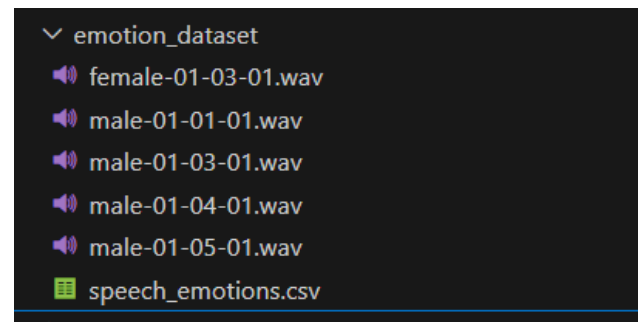 emotion_dataset
female-01-03-01.wav
male-01-01-01.wav
male-01-03-01.wav
male-01-04-01.wav
male-01-05-01.wav
speech_emotions.csv